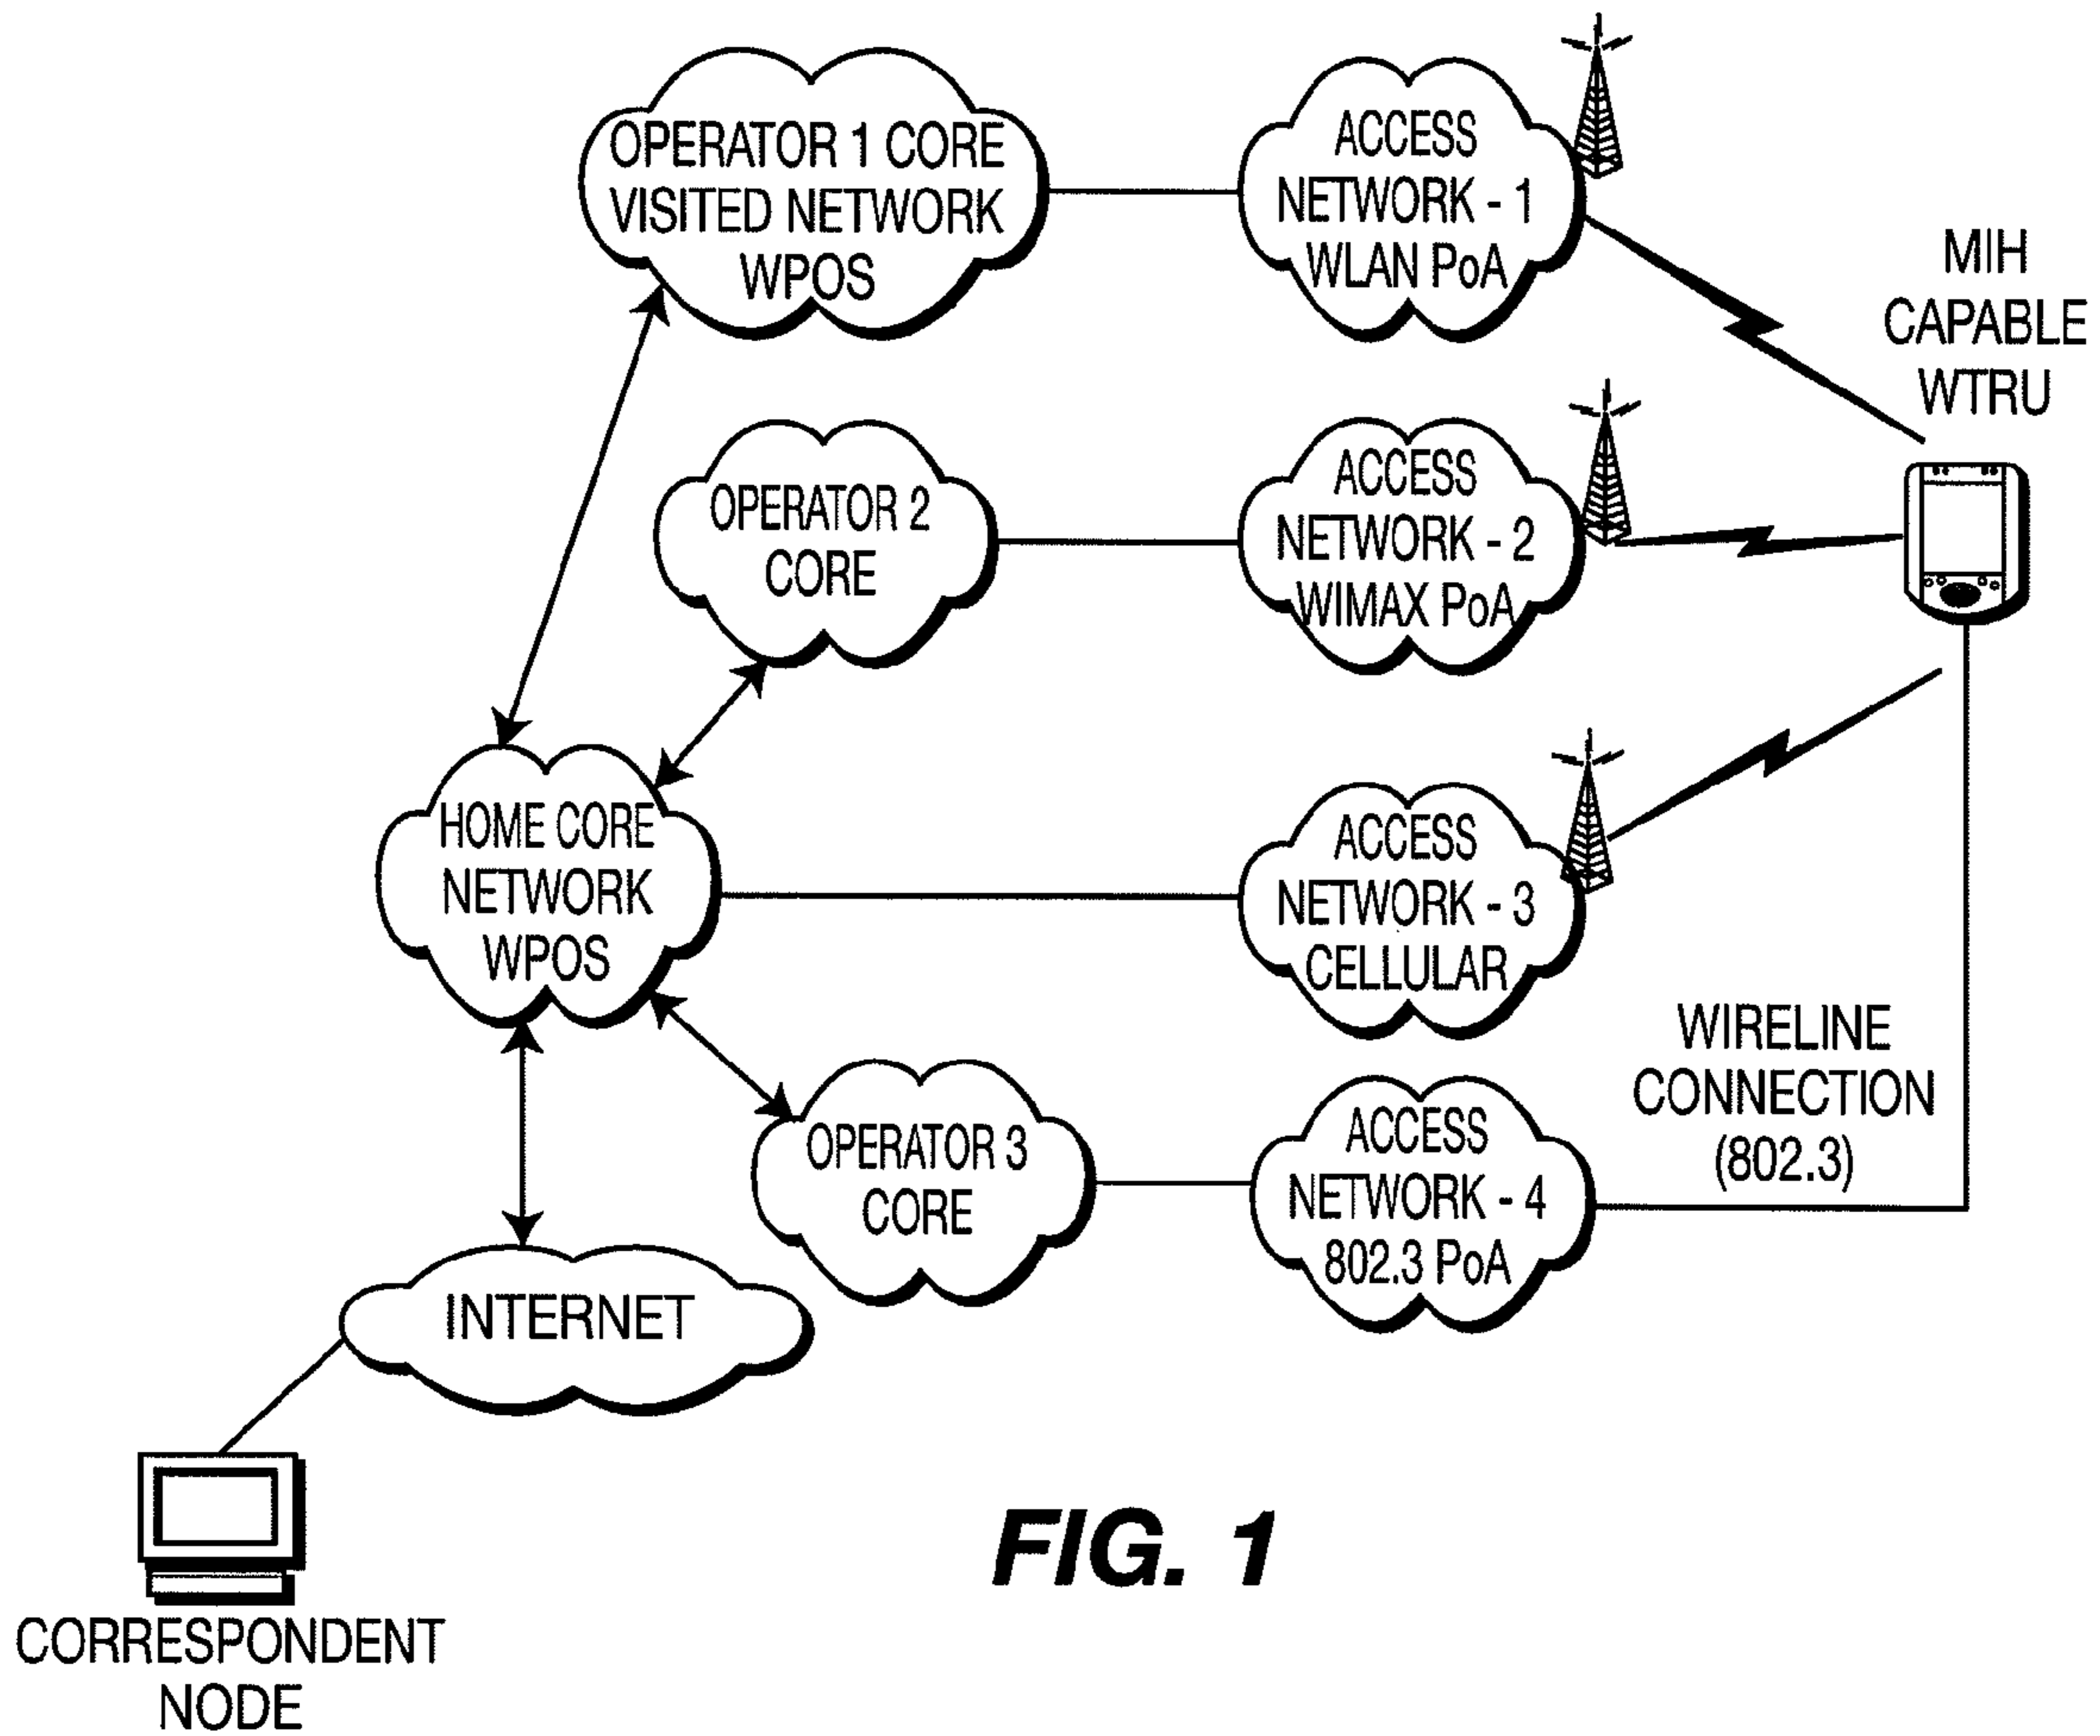 OPERATOR 1 CORE
VISITED NETWORK
WPOS
ACCESS
NETWORK - 1
WLAN PoA
MIH
CAPABLE
WTRU
OPERATOR 2
CORE
ACCESS
NETWORK - 2
WIMAX PoA
HOME CORE
NETWORK
WPOS
ACCESS
NETWORK - 3
CELLULAR
WIRELINE
CONNECTION
(802.3)
OPERATOR 3
CORE
ACCESS
NETWORK - 4
802.3 PoA
INTERNET
CORRESPONDENT
NODE
FIG. 1